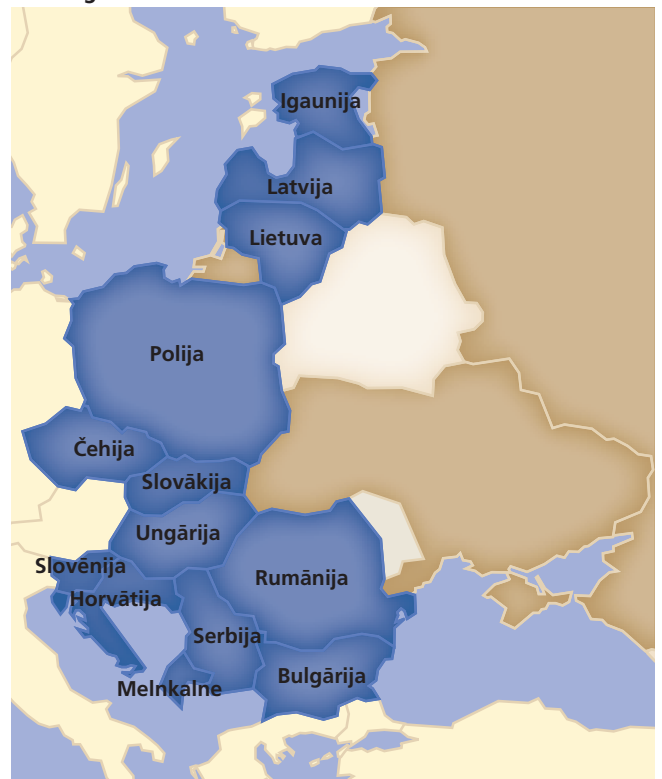 Igaunija
Latvija
Lietuva
Polija
Čehija
Slovākija
Ungārija
Slovēnija
Rumānija
Horvātija
Serbija
Bulgārija
Melnkalne